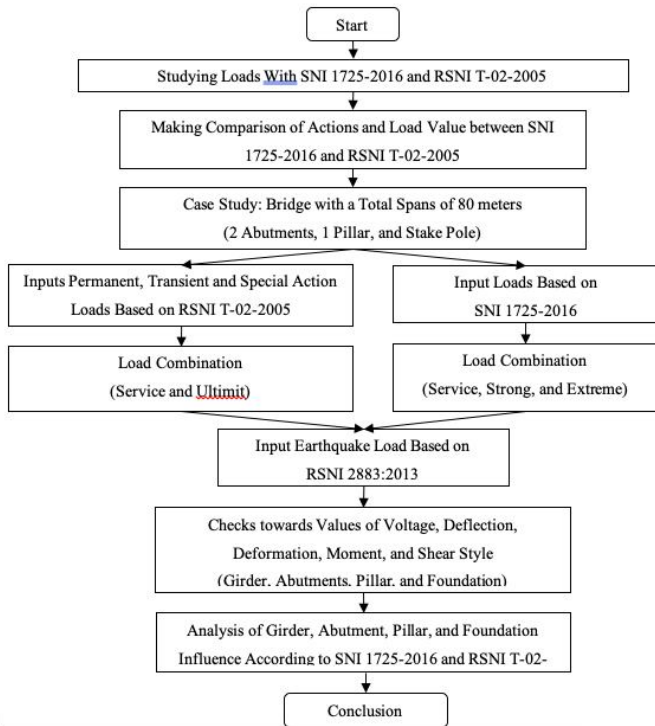 Start
Studying Loads With SNI 1725-2016 and RSNI T-02-2005
Making Comparison of Actions and Load Value between SNI
1725-2016 and RSNI T-02-2005
Case Study: Bridge with a Total Spans of 80 meters
(2 Abutments, 1 Pillar, and Stake Pole)
Inputs Permanent, Transient and Special Action
Loads Based on RSNI T-02-2005
Input Loads Based on
SNI 1725-2016
Load Combination
(Service and Ultimit)
Load Combination
(Service, Strong, and Extreme)
Input Earthquake Load Based on
RSNI 2883:2013
Checks towards Values of Voltage, Deflection,
Deformation, Moment, and Shear Style
(Girder, Abutments, Pillar, and Foundation)
Analysis of Girder, Abutment, Pillar, and Foundation
Influence According to SNI 1725-2016 and RSNI T-02-
Conclusion